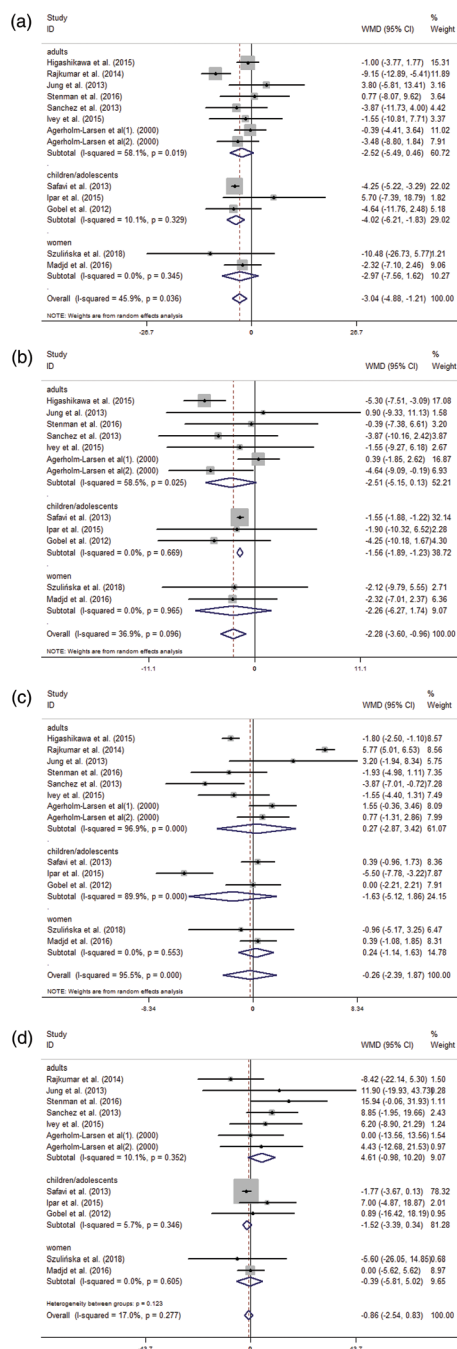 (a)
Study %
ID WMD (95% CI) Weight
adults
Higashikawa et al. (2015) -1.00 (-3.77, 1.77) 15.31
Rajkumar et al. (2014) -9.15 (-12.89, -5.41)11.89
Jung et al. (2013) 3.80 (-5.81, 13.41) 3.16
Stenman et al. (2016) 0.77 (-8.07, 9.62) 3.64
Sanchez et al. (2013) -3.87 (-11.73, 4.00) 4.42
Ivey et al. (2015) -1.55 (-10.81, 7.71) 3.37
Agerholm-Larsen et al(1). (2000) -0.39 (-4.41, 3.64) 11.02
Agerholm-Larsen et al(2). (2000) -3.48 (-8.80, 1.84) 7.91
Subtotal (I-squared = 58.1%, p = 0.019) -2.52 (-5.49, 0.46) 60.72
.
children/adolescents
Safavi et al. (2013) -4.25 (-5.22, -3.29) 22.02
Ipar et al. (2015) 5.70 (-7.39, 18.79) 1.82
Gobel et al. (2012) -4.64 (-11.76, 2.48) 5.18
Subtotal (I-squared = 10.1%, p = 0.329) -4.02 (-6.21, -1.83) 29.02
.
women
Szulińska et al. (2018) -10.48 (-26.73, 5.77)1.21
Madjd et al. (2016) -2.32 (-7.10, 2.46) 9.06
Subtotal (I-squared = 0.0%, p = 0.345) -2.97 (-7.56, 1.62) 10.27
.
Overall (I-squared = 45.9%, p = 0.036) -3.04 (-4.88, -1.21) 100.00
NOTE: Weights are from random effects analysis
-26.7 0 26.7
(b)
Study %
ID WMD (95% CI) Weight
adults
Higashikawa et al. (2015) -5.30 (-7.51, -3.09) 17.08
Jung et al. (2013) 0.90 (-9.33, 11.13) 1.58
Stenman et al. (2016) -0.39 (-7.38, 6.61) 3.20
Sanchez et al. (2013) -3.87 (-10.16, 2.42)3.87
Ivey et al. (2015) -1.55 (-9.27, 6.18) 2.67
Agerholm-Larsen et al(1). (2000) 0.39 (-1.85, 2.62) 16.87
Agerholm-Larsen et al(2). (2000) -4.64 (-9.09, -0.19) 6.93
Subtotal (I-squared = 58.5%, p = 0.025) -2.51 (-5.15, 0.13) 52.21
.
children/adolescents
Safavi et al. (2013) -1.55 (-1.88, -1.22) 32.14
Ipar et al. (2015) -1.90 (-10.32, 6.52)2.28
Gobel et al. (2012) -4.25 (-10.18, 1.67)4.30
Subtotal (I-squared = 0.0%, p = 0.669) -1.56 (-1.89, -1.23) 38.72
.
women
Szulińska et al. (2018) -2.12 (-9.79, 5.55) 2.71
Madjd et al. (2016) -2.32 (-7.01, 2.37) 6.36
Subtotal (I-squared = 0.0%, p = 0.965) -2.26 (-6.27, 1.74) 9.07
.
Overall (I-squared = 36.9%, p = 0.096) -2.28 (-3.60, -0.96) 100.00
NOTE: Weights are from random effects analysis
-11.1 0 11.1
(c)
Study %
ID WMD (95% CI) Weight
adults
Higashikawa et al. (2015) -1.80 (-2.50, -1.10)8.57
Rajkumar et al. (2014) 5.77 (5.01, 6.53) 8.56
Jung et al. (2013) 3.20 (-1.94, 8.34) 5.75
Stenman et al. (2016) -1.93 (-4.98, 1.11) 7.35
Sanchez et al. (2013) -3.87 (-7.01, -0.72)7.28
Ivey et al. (2015) -1.55 (-4.40, 1.31) 7.49
Agerholm-Larsen et al(1). (2000) 1.55 (-0.36, 3.46) 8.09
Agerholm-Larsen et al(2). (2000) 0.77 (-1.31, 2.86) 7.99
Subtotal (I-squared = 96.9%, p = 0.000) 0.27 (-2.87, 3.42) 61.07
.
children/adolescents
Safavi et al. (2013) 0.39 (-0.96, 1.73) 8.36
Ipar et al. (2015) -5.50 (-7.78, -3.22)7.87
Gobel et al. (2012) 0.00 (-2.21, 2.21) 7.91
Subtotal (I-squared = 89.9%, p = 0.000) -1.63 (-5.12, 1.86) 24.15
.
women
Szulińska et al. (2018) -0.96 (-5.17, 3.25) 6.47
Madjd et al. (2016) 0.39 (-1.08, 1.85) 8.31
Subtotal (I-squared = 0.0%, p = 0.553) 0.24 (-1.14, 1.63) 14.78
.
Overall (I-squared = 95.5%, p = 0.000) -0.26 (-2.39, 1.87) 100.00
NOTE: Weights are from random effects analysis
-8.34 0 8.34
(d)
Study %
ID WMD (95% CI) Weight
adults
Rajkumar et al. (2014) -8.42 (-22.14, 5.30) 1.50
Jung et al. (2013) 11.90 (-19.93, 43.73)0.28
Stenman et al. (2016) 15.94 (-0.06, 31.93) 1.11
Sanchez et al. (2013) 8.85 (-1.95, 19.66) 2.43
Ivey et al. (2015) 6.20 (-8.90, 21.29) 1.24
Agerholm-Larsen et al(1). (2000) 0.00 (-13.56, 13.56) 1.54
Agerholm-Larsen et al(2). (2000) 4.43 (-12.68, 21.53) 0.97
Subtotal (I-squared = 10.1%, p = 0.352) 4.61 (-0.98, 10.20) 9.07
.
children/adolescents
Safavi et al. (2013) -1.77 (-3.67, 0.13) 78.32
Ipar et al. (2015) 7.00 (-4.87, 18.87) 2.01
Gobel et al. (2012) 0.89 (-16.42, 18.19) 0.95
Subtotal (I-squared = 5.7%, p = 0.346) -1.52 (-3.39, 0.34) 81.28
.
women
Szulińska et al. (2018) -5.60 (-26.05, 14.85)0.68
Madjd et al. (2016) 0.00 (-5.62, 5.62) 8.97
Subtotal (I-squared = 0.0%, p = 0.605) -0.39 (-5.81, 5.02) 9.65
.
Heterogeneity between groups: p = 0.123
Overall (I-squared = 17.0%, p = 0.277) -0.86 (-2.54, 0.83) 100.00